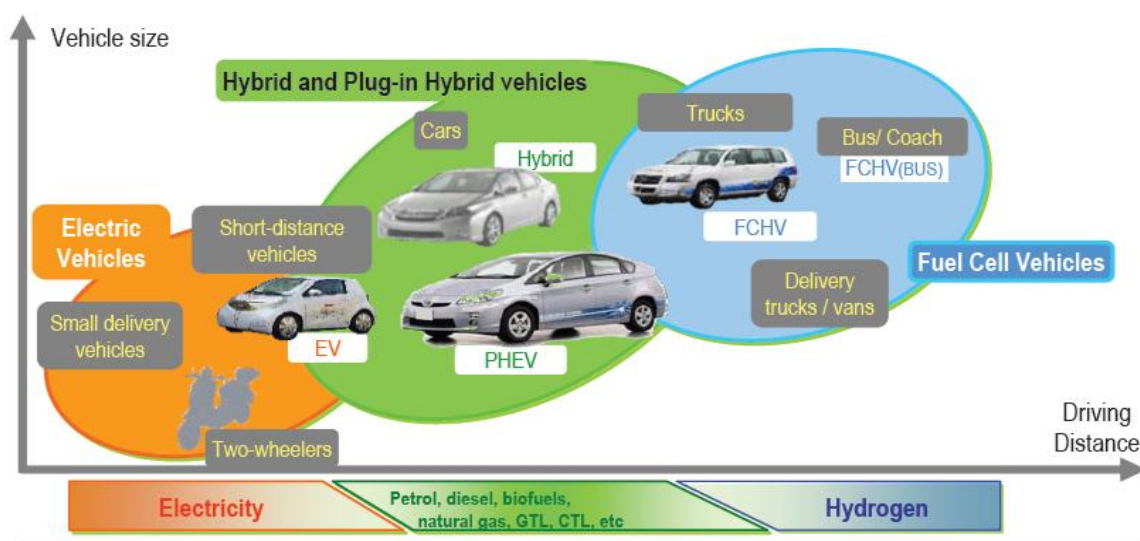 Vehicle size
Hybrid and Plug-in Hybrid vehicles
Cars
Hybrid
Trucks
Bus/ Coach
FCHV(BUS)
Electric
Vehicles
Short-distance
vehicles
FCHV
Fuel Cell Vehicles
Small delivery
vehicles
EV
PHEV
Delivery
trucks / vans
Two-wheelers
Driving
Distance
Electricity
Petrol, diesel, biofuels,
natural gas, GTL, CTL, etc
Hydrogen